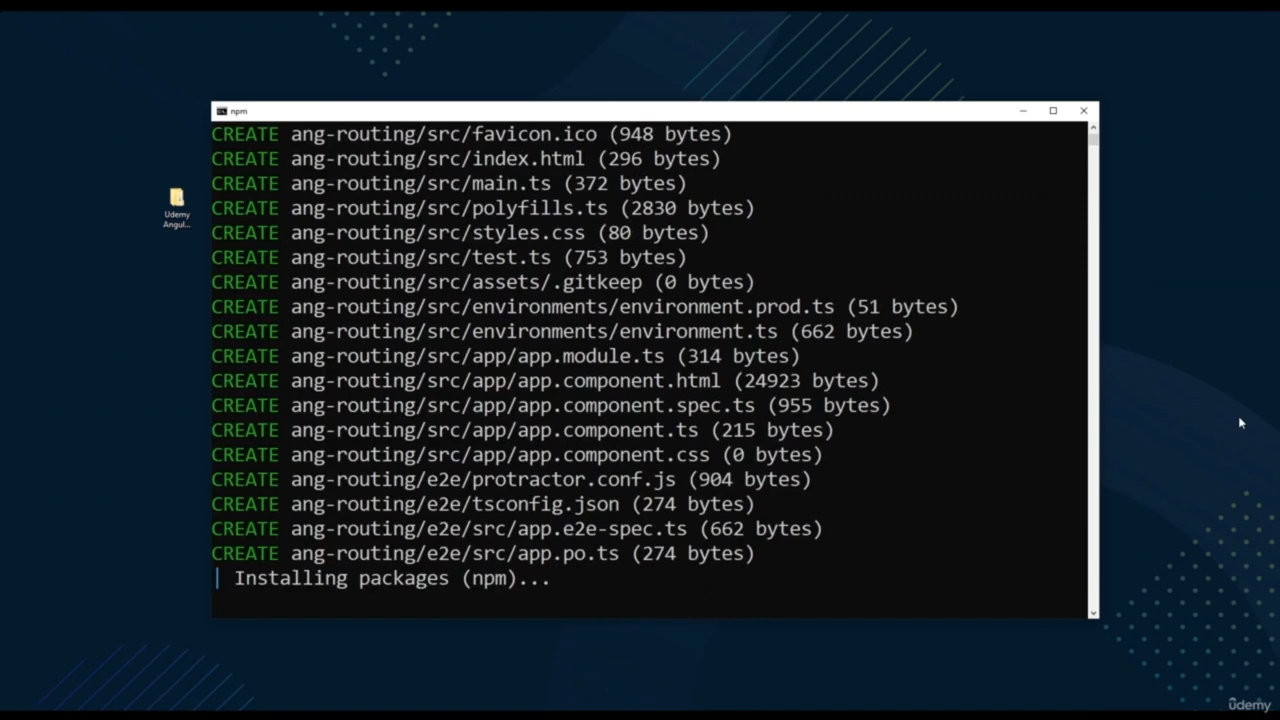 npm
CREATE ang-routing/src/favicon.ico (948 bytes)
CREATE ang-routing/src/index.html (296 bytes)
CREATE ang-routing/src/main.ts (372 bytes)
CREATE ang-routing/src/polyfills.ts (2830 bytes)
CREATE ang-routing/src/styles.css (80 bytes)
CREATE ang-routing/src/test.ts (753 bytes)
CREATE ang-routing/src/assets/.gitkeep (0 bytes)
CREATE ang-routing/src/environments/environment.prod.ts (51 bytes)
CREATE ang-routing/src/environments/environment.ts (662 bytes)
CREATE ang-routing/src/app/app.module.ts (314 bytes)
CREATE ang-routing/src/app/app.component.html (24923 bytes)
CREATE ang-routing/src/app/app.component.spec.ts (955 bytes)
CREATE ang-routing/src/app/app.component.ts (215 bytes)
CREATE ang-routing/src/app/app.component.css (0 bytes)
CREATE ang-routing/e2e/protractor.conf.js (904 bytes)
CREATE ang-routing/e2e/tsconfig.json (274 bytes)
CREATE ang-routing/e2e/src/app.e2e-spec.ts (662 bytes)
CREATE ang-routing/e2e/src/app.po.ts (274 bytes)
| Installing packages (npm)...
Udemy
Angul...
ûdemy